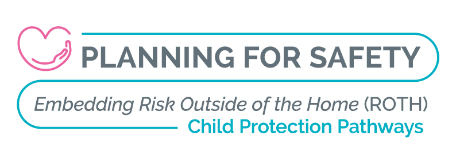 PLANNING FOR SAFETY
Embedding Risk Outside of the Home (ROTH)
Child Protection Pathways